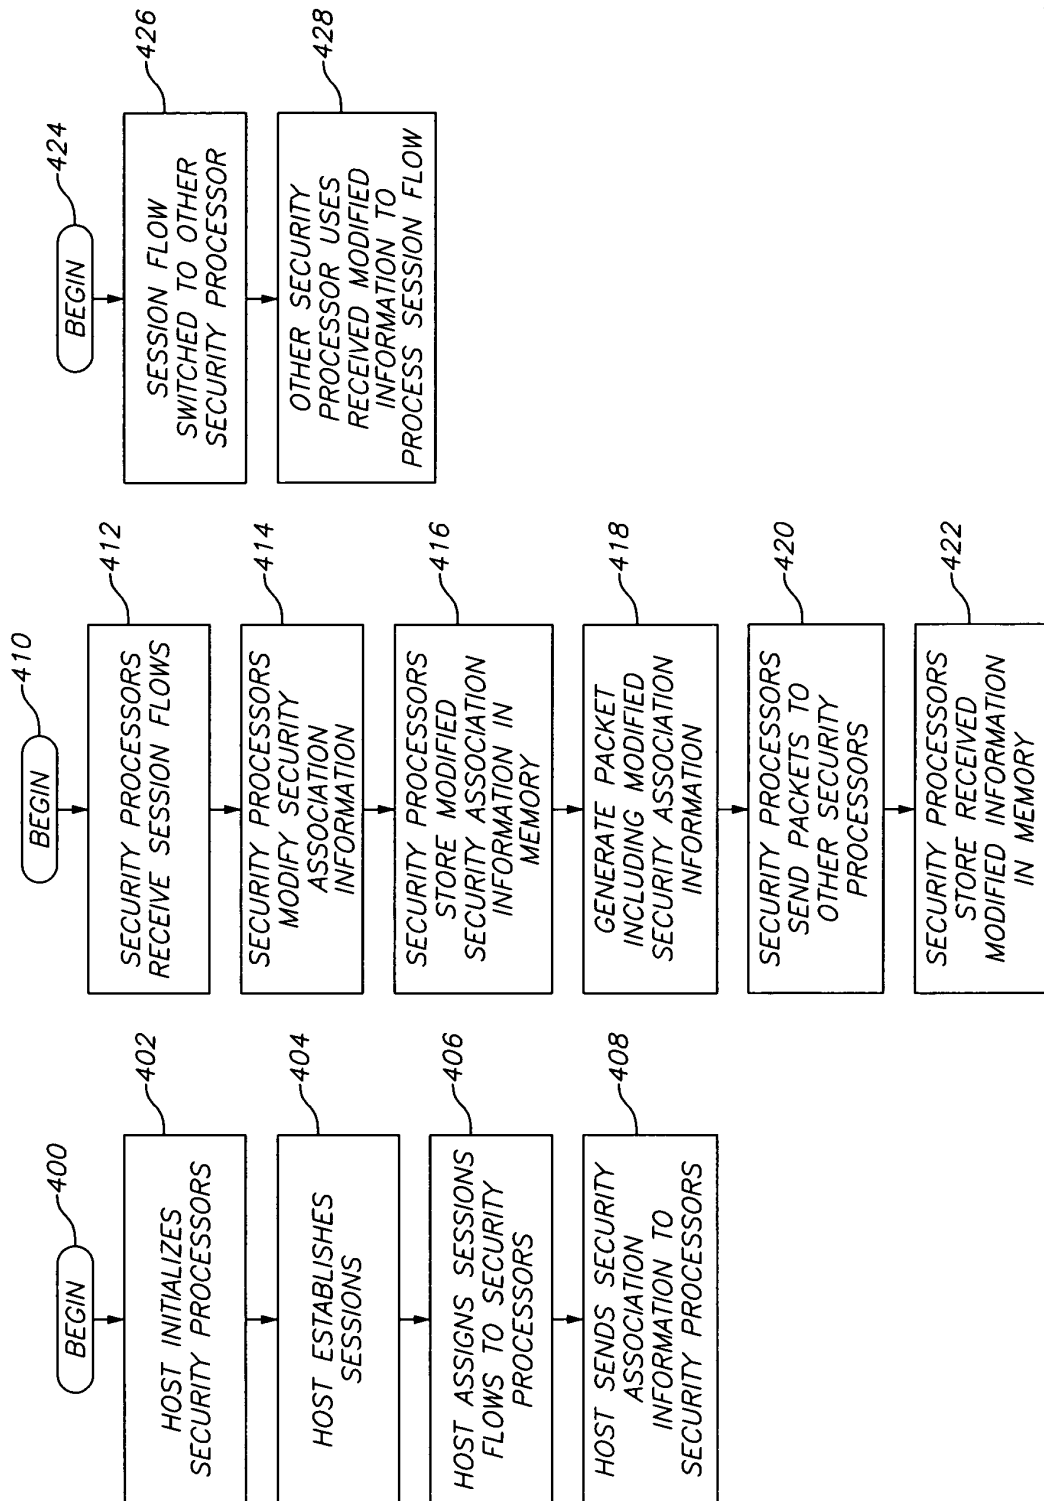 BEGIN
400
HOST INITIALIZES
SECURITY PROCESSORS
402
HOST ESTABLISHES
SESSIONS
404
HOST ASSIGNS SESSIONS
FLOWS TO SECURITY
PROCESSORS
406
HOST SENDS SECURITY
ASSOCIATION
INFORMATION TO
SECURITY PROCESSORS
408
BEGIN
410
SECURITY PROCESSORS
RECEIVE SESSION FLOWS
412
SECURITY PROCESSORS
MODIFY SECURITY
ASSOCIATION
INFORMATION
414
SECURITY PROCESSORS
STORE MODIFIED
SECURITY ASSOCIATION
INFORMATION IN
MEMORY
416
GENERATE PACKET
INCLUDING MODIFIED
SECURITY ASSOCIATION
INFORMATION
418
SECURITY PROCESSORS
SEND PACKETS TO
OTHER SECURITY
PROCESSORS
420
SECURITY PROCESSORS
STORE RECEIVED
MODIFIED INFORMATION
IN MEMORY
422
BEGIN
424
SESSION FLOW
SWITCHED TO OTHER
SECURITY PROCESSOR
426
OTHER SECURITY
PROCESSOR USES
RECEIVED MODIFIED
INFORMATION TO
PROCESS SESSION FLOW
428